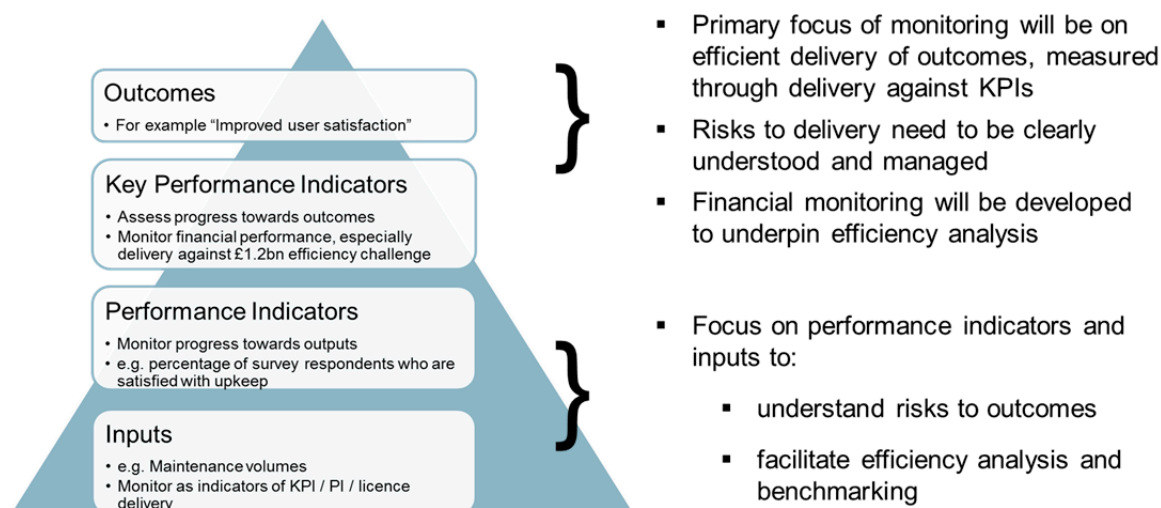 Outcomes
• For example “Improved user satisfaction”
Key Performance Indicators
• Assess progress towards outcomes
• Monitor financial performance, especially
delivery against £1.2bn efficiency challenge
Performance Indicators
• Monitor progress towards outputs
• e.g. percentage of survey respondents who are
satisfied with upkeep
Inputs
• e.g. Maintenance volumes
• Monitor as indicators of KPI / PI / licence
delivery
▪ Primary focus of monitoring will be on
efficient delivery of outcomes, measured
through delivery against KPIs
▪ Risks to delivery need to be clearly
understood and managed
▪ Financial monitoring will be developed
to underpin efficiency analysis
▪ Focus on performance indicators and
inputs to:
▪ understand risks to outcomes
▪ facilitate efficiency analysis and
benchmarking